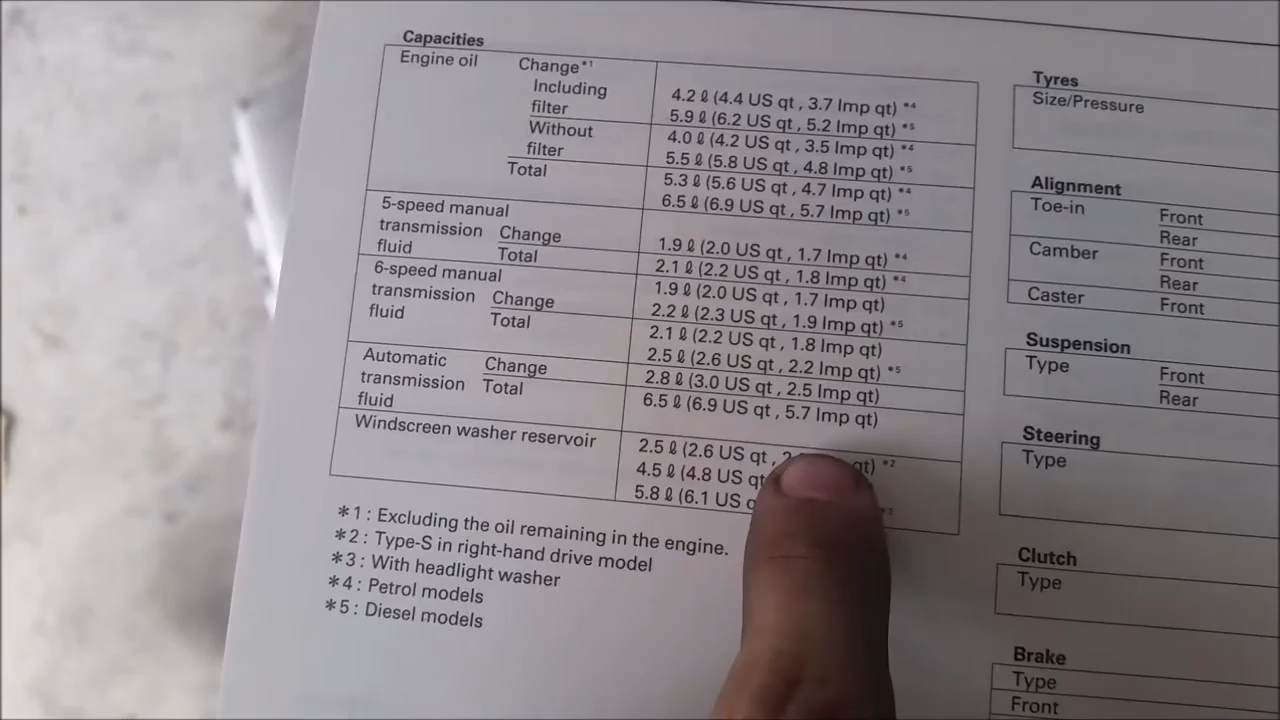 Capacities
Engine oil Change*1
Including
filter
4.2 ℓ (4.4 US qt , 3.7 Imp qt) *4
5.9 ℓ (6.2 US qt , 5.2 Imp qt) *5
Without
filter
4.0 ℓ (4.2 US qt , 3.5 Imp qt) *4
5.5 ℓ (5.8 US qt , 4.8 Imp qt) *5
Total
5.3 ℓ (5.6 US qt , 4.7 Imp qt) *4
6.5 ℓ (6.9 US qt , 5.7 Imp qt) *5
5-speed manual
transmission Change 1.9 ℓ (2.0 US qt , 1.7 Imp qt) *4
fluid Total 2.1 ℓ (2.2 US qt , 1.8 Imp qt) *4
6-speed manual
transmission Change 1.9 ℓ (2.0 US qt , 1.7 Imp qt)
2.2 ℓ (2.3 US qt , 1.9 Imp qt) *5
fluid Total 2.1 ℓ (2.2 US qt , 1.8 Imp qt)
2.5 ℓ (2.6 US qt , 2.2 Imp qt) *5
Automatic Change 2.8 ℓ (3.0 US qt , 2.5 Imp qt)
transmission Total 6.5 ℓ (6.9 US qt , 5.7 Imp qt)
fluid
Windscreen washer reservoir
2.5 ℓ (2.6 US qt , qt) *2
4.5 ℓ (4.8 US qt
5.8 ℓ (6.1 US *3
*1 : Excluding the oil remaining in the engine.
*2 : Type-S in right-hand drive model
*3 : With headlight washer
*4 : Petrol models
*5 : Diesel models
Tyres
Size/Pressure
Alignment
Toe-in Front
Rear
Camber Front
Rear
Caster Front
Suspension
Type Front
Rear
Steering
Type
Clutch
Type
Brake
Type
Front